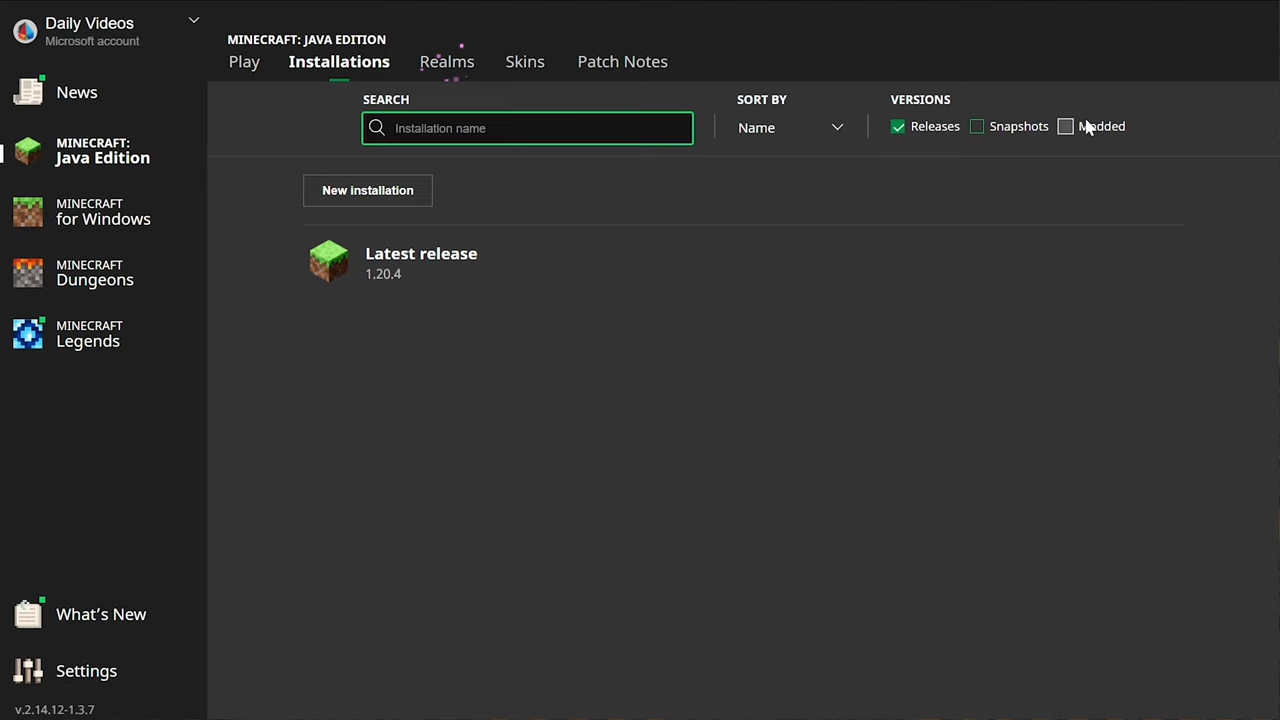 Daily Videos
Microsoft account
News
MINECRAFT:
Java Edition
MINECRAFT
for Windows
MINECRAFT
Dungeons
MINECRAFT
Legends
What's New
Settings
v.2.14.12-1.3.7
MINECRAFT: JAVA EDITION
Play Installations Realms Skins Patch Notes
SEARCH
Installation name
SORT BY
Name
VERSIONS
Releases Snapshots Modded
New installation
Latest release
1.20.4